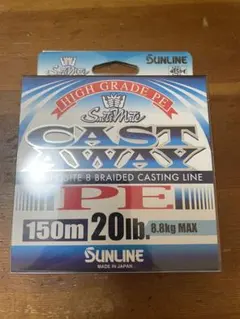 SUNLINE
HIGH GRADE PE
SaltiMate
CAST
AWAY
8 BRAIDED CASTING LINE
PE
150m 20lb. 8.8kg MAX
SUNLINE
MADE IN JAPAN